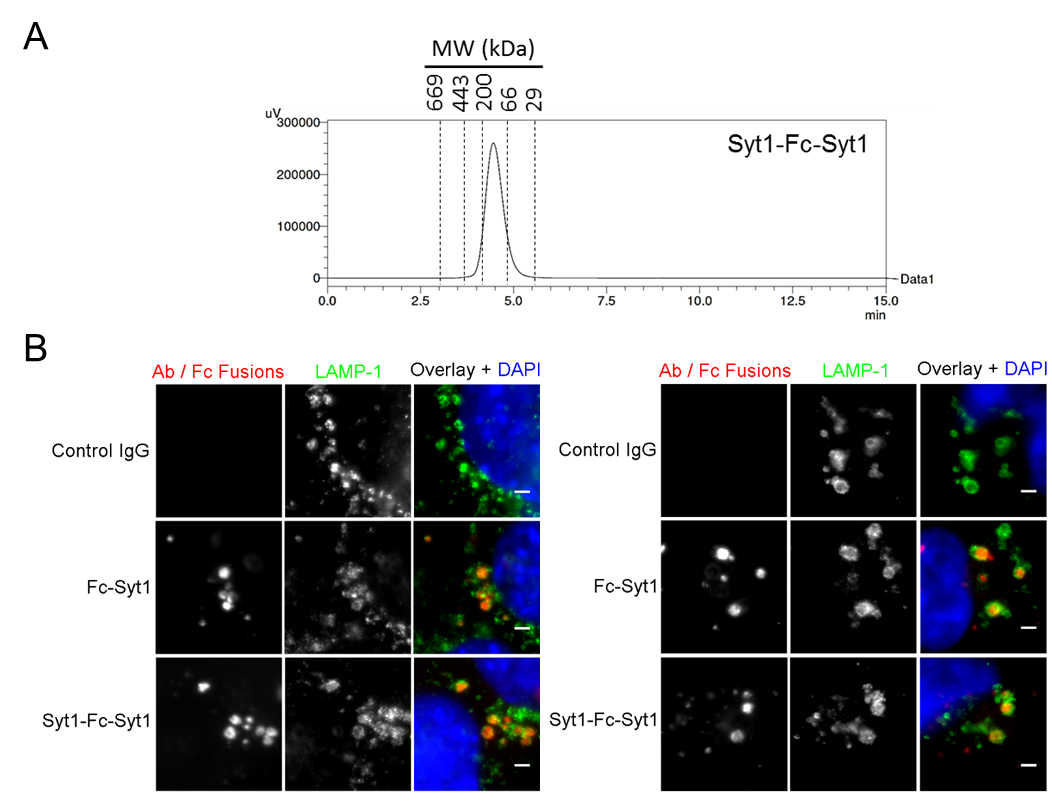 A
MW (kDa)
669 443 200 66 29
uV
300000
200000
100000
0
Syt1-Fc-Syt1
Data1
0.0 2.5 5.0 7.5 10.0 12.5 15.0
min
B
Ab / Fc Fusions LAMP-1 Overlay + DAPI
Ab / Fc Fusions LAMP-1 Overlay + DAPI
Control IgG
Control IgG
Fc-Syt1
Fc-Syt1
Syt1-Fc-Syt1
Syt1-Fc-Syt1